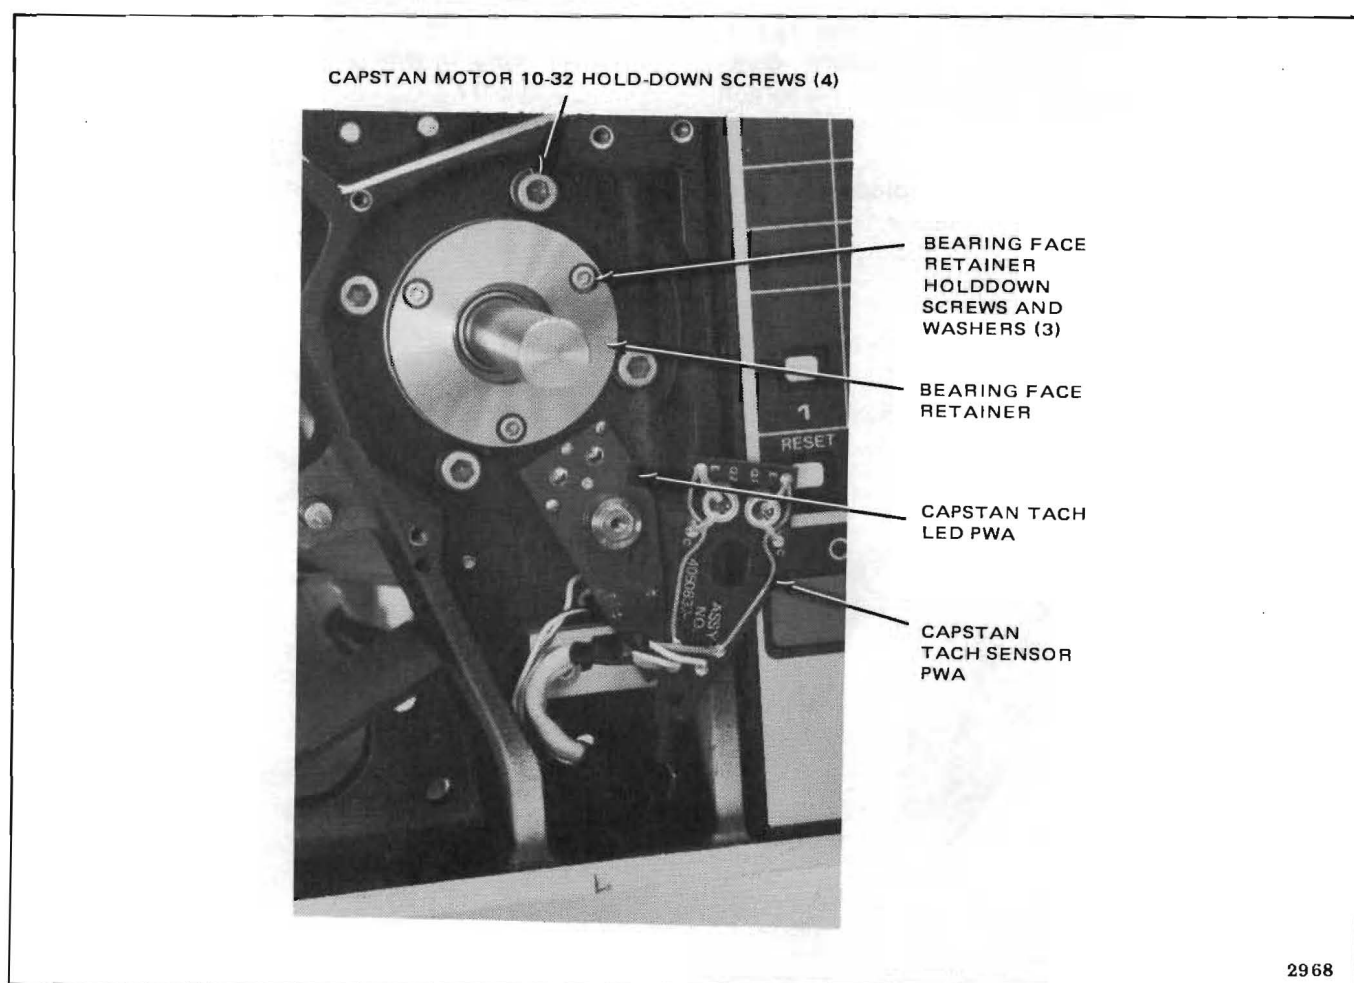 CAPSTAN MOTOR 10-32 HOLD-DOWN SCREWS (4)
BEARING FACE
RETAINER
HOLDDOWN
SCREWS AND
WASHERS (3)
BEARING FACE
RETAINER
1
RESET
CAPSTAN TACH
LED PWA
ASSY
NO.
CAPSTAN
TACH SENSOR
PWA
L
2968